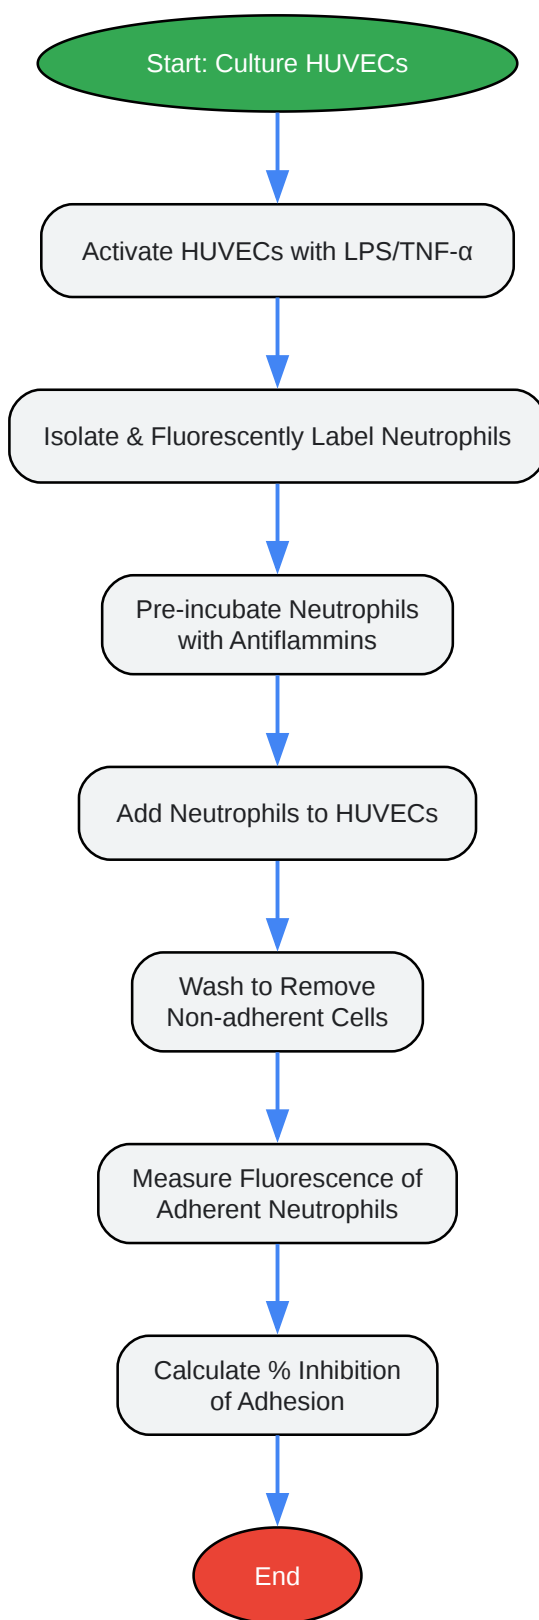 Start: Culture HUVECs
Activate HUVECs with LPS/TNF-α
Isolate & Fluorescently Label Neutrophils
Pre-incubate Neutrophils
with Antiflammins
Add Neutrophils to HUVECs
Wash to Remove
Non-adherent Cells
Measure Fluorescence of
Adherent Neutrophils
Calculate % Inhibition
of Adhesion
End